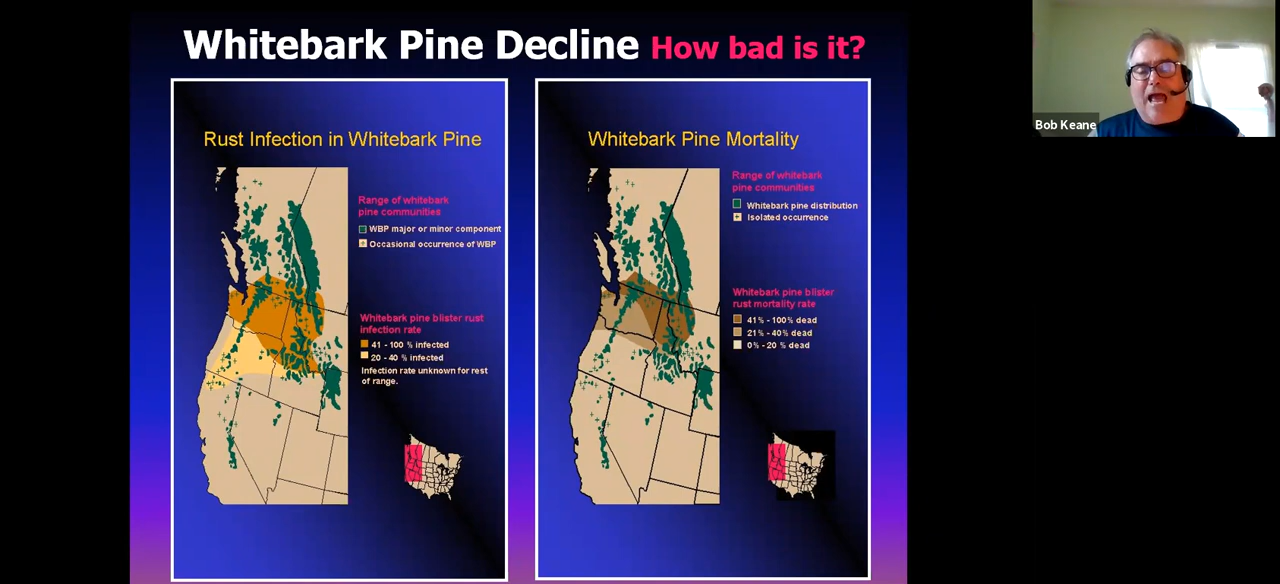 Whitebark Pine Decline How bad is it?
Rust Infection in Whitebark Pine
Range of whitebark
pine communities
WBP major or minor component
Occasional occurrence of WBP
Whitebark pine blister rust
infection rate
41 - 100 % infected
20 - 40 % infected
Infection rate unknown for rest
of range.
Whitebark Pine Mortality
Range of whitebark
pine communities
Whitebark pine distribution
Isolated occurrence
Whitebark pine blister
rust mortality rate
41% - 100% dead
21% - 40% dead
0% - 20 % dead
Bob Keane